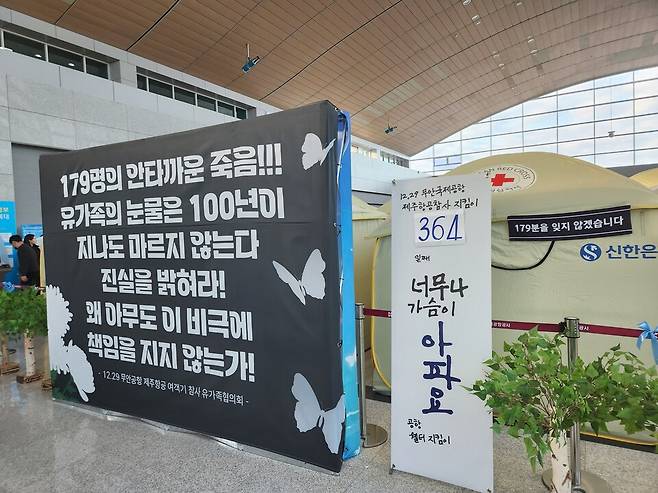 179명의 안타까운 죽음!!!
유가족의 눈물은 100년이
지나도 마르지 않는다
진실을 밝혀라!
왜 아무도 이 비극에
책임을 지지 않는가!
- 12.29 무안공항 제주항공 여객기 참사 유가족협의회 -
12.29 무안국제공항
제주항공참사 지킴이
364
일째
너무나
가슴이
아파요
공항
쉘터 지킴이
RED CROSS
179분을 잊지 않겠습니다
신한은